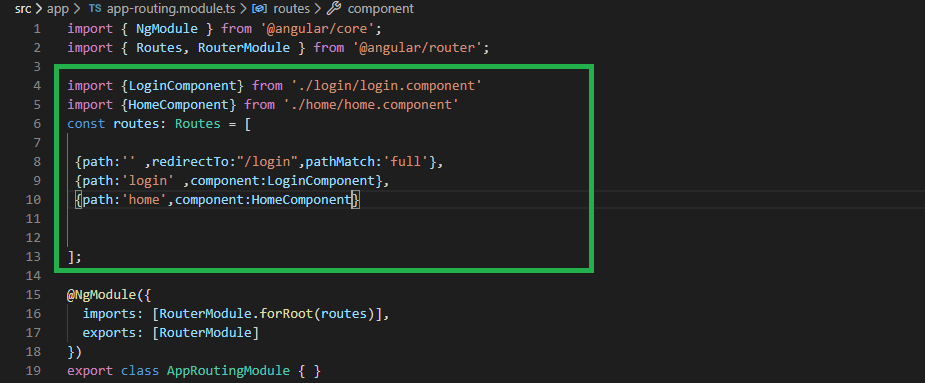 src > app > TS app-routing.module.ts > routes > component
1 import { NgModule } from '@angular/core';
2 import { Routes, RouterModule } from '@angular/router';
3
4 import {LoginComponent} from './login/login.component'
5 import {HomeComponent} from './home/home.component'
6 const routes: Routes = [
7
8 {path:'' ,redirectTo:"/login",pathMatch:'full'},
9 {path:'login' ,component:LoginComponent},
10 {path:'home',component:HomeComponent}
11
12
13 ];
14
15 @NgModule({
16 imports: [RouterModule.forRoot(routes)],
17 exports: [RouterModule]
18 })
19 export class AppRoutingModule { }